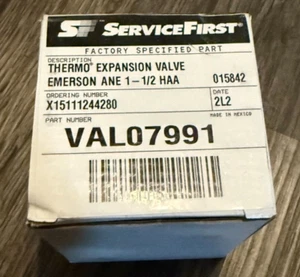 ST SERVICEFIRST
FACTORY SPECIFIED PART
DESCRIPTION
THERMO EXPANSION VALVE
EMERSON ANE 1-1/2 HAA 015842
ORDERING NUMBER DATE
X15111244280 2L2
PART NUMBER MADE IN MEXICO
VAL07991